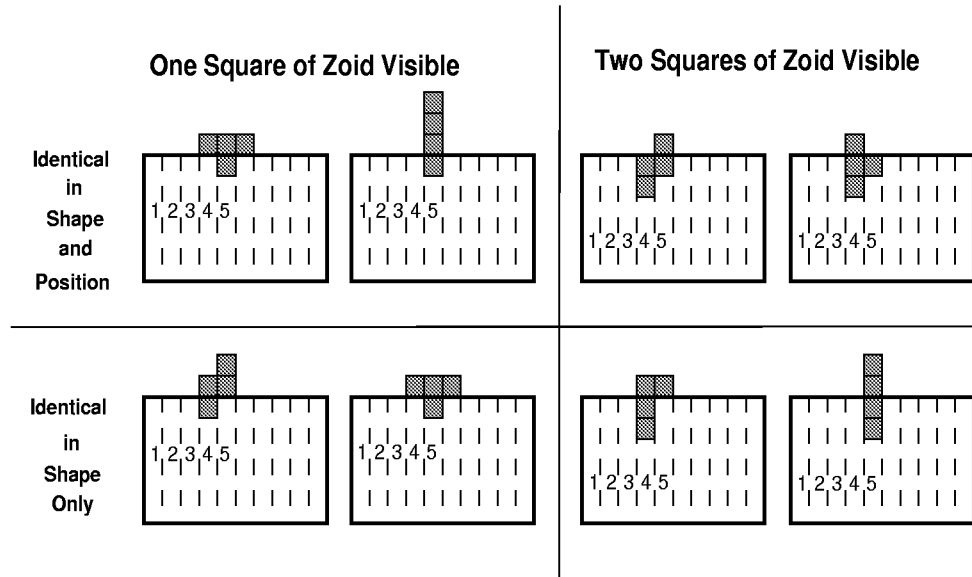 One Square of Zoid Visible
Two Squares of Zoid Visible
Identical
in
Shape
and
Position
1 2 3 4 5
1 2 3 4 5
1 2 3 4 5
1 2 3 4 5
Identical
in
Shape
Only
1 2 3 4 5
1 2 3 4 5
1 2 3 4 5
1 2 3 4 5